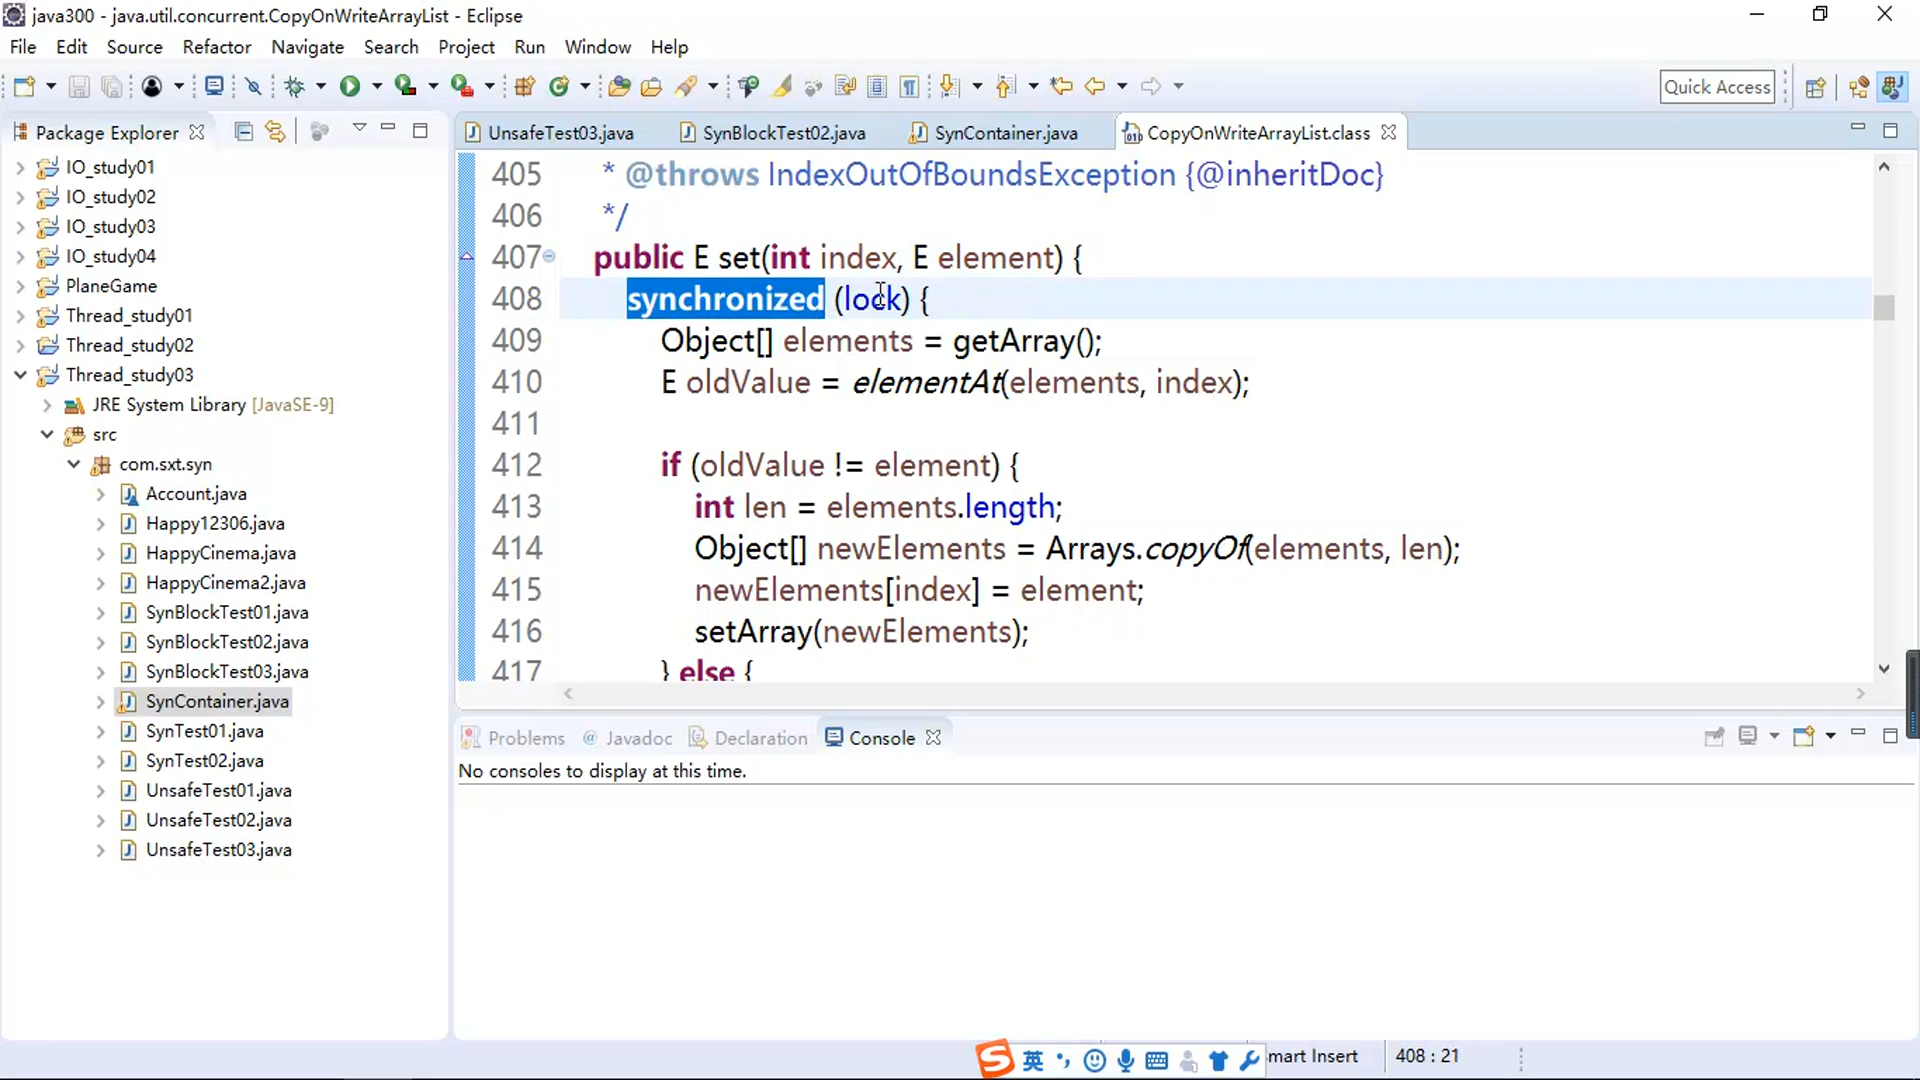 java300 - java.util.concurrent.CopyOnWriteArrayList - Eclipse
File Edit Source Refactor Navigate Search Project Run Window Help
Quick Access
Package Explorer
IO_study01
IO_study02
IO_study03
IO_study04
PlaneGame
Thread_study01
Thread_study02
Thread_study03
JRE System Library [JavaSE-9]
src
com.sxt.syn
Account.java
Happy12306.java
HappyCinema.java
HappyCinema2.java
SynBlockTest01.java
SynBlockTest02.java
SynBlockTest03.java
SynContainer.java
SynTest01.java
SynTest02.java
UnsafeTest01.java
UnsafeTest02.java
UnsafeTest03.java
UnsafeTest03.java SynBlockTest02.java SynContainer.java CopyOnWriteArrayList.class
405 * @throws IndexOutOfBoundsException {@inheritDoc}
406 */
407 public E set(int index, E element) {
408 synchronized (lock) {
409 Object[] elements = getArray();
410 E oldValue = elementAt(elements, index);
411
412 if (oldValue != element) {
413 int len = elements.length;
414 Object[] newElements = Arrays.copyOf(elements, len);
415 newElements[index] = element;
416 setArray(newElements);
417 } else {
Problems @ Javadoc Declaration Console
No consoles to display at this time.
英 mart Insert 408 : 21